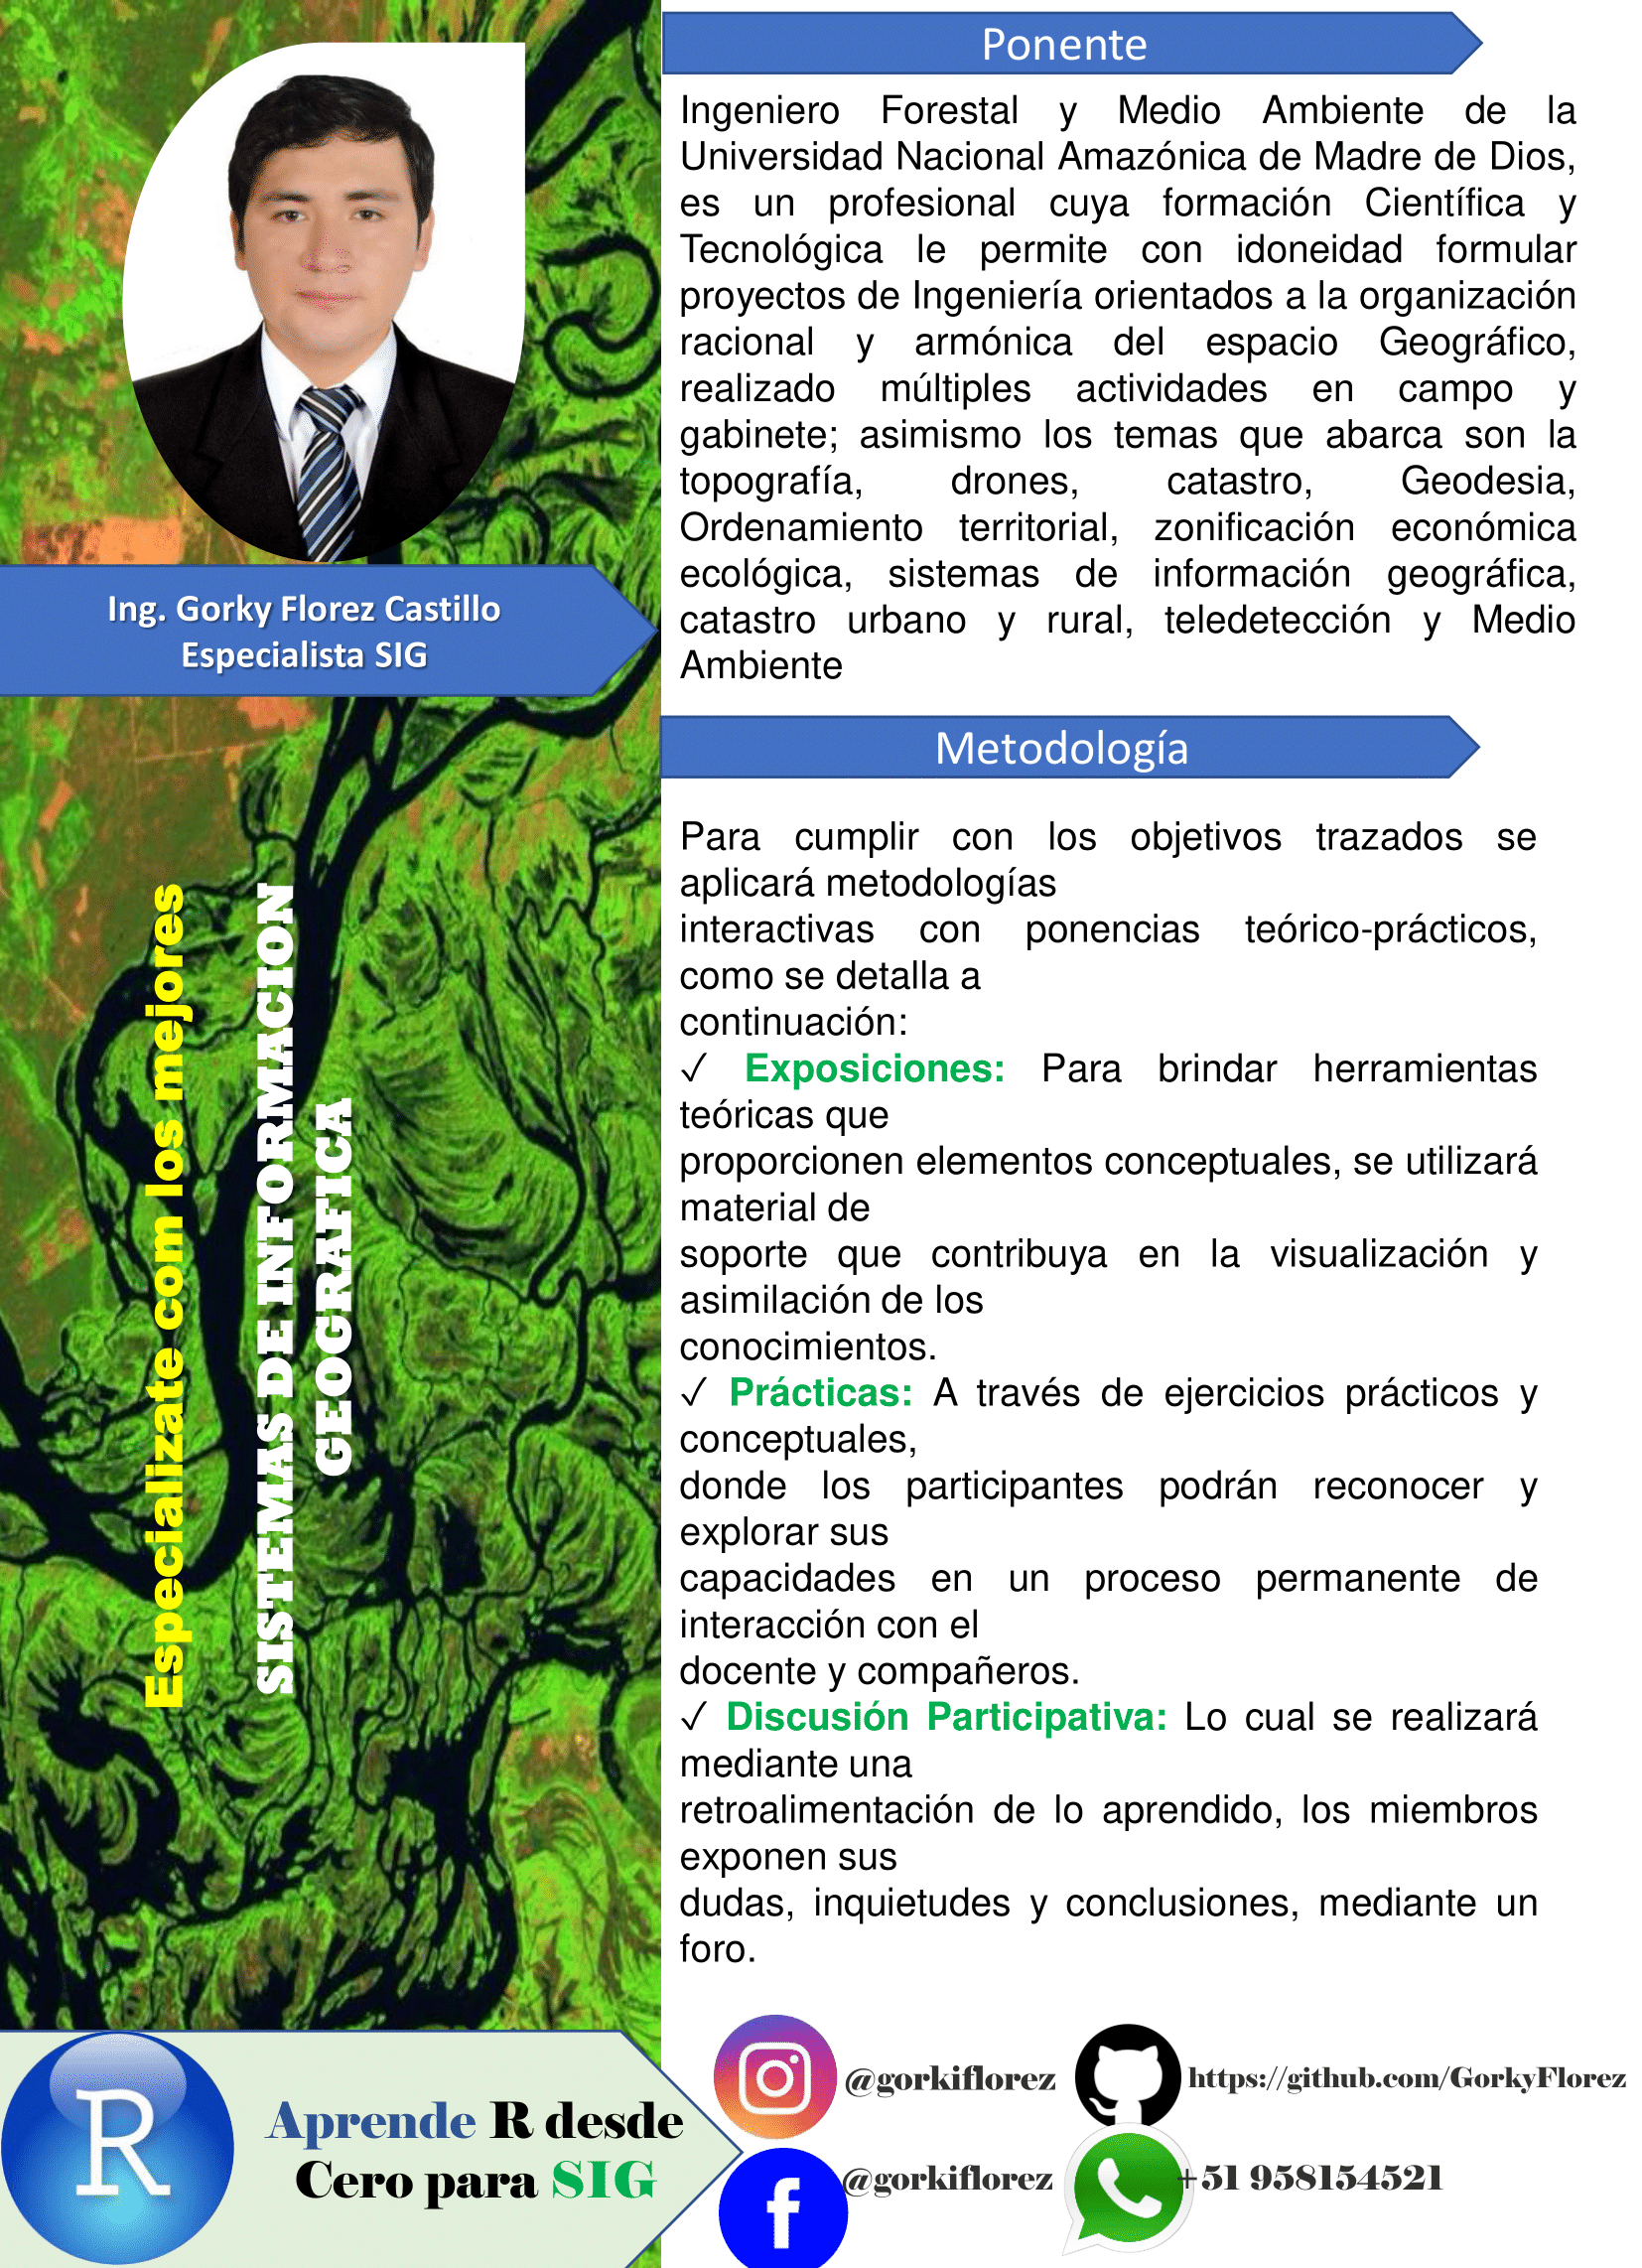 Ponente
Ingeniero Forestal y Medio Ambiente de la
Universidad Nacional Amazónica de Madre de Dios,
es un profesional cuya formación Científica y
Tecnológica le permite con idoneidad formular
proyectos de Ingeniería orientados a la organización
racional y armónica del espacio Geográfico,
realizado múltiples actividades en campo y
gabinete; asimismo los temas que abarca son la
topografía, drones, catastro, Geodesia,
Ordenamiento territorial, zonificación económica
ecológica, sistemas de información geográfica,
catastro urbano y rural, teledetección y Medio
Ambiente
Ing. Gorky Florez Castillo
Especialista SIG
Metodología
Para cumplir con los objetivos trazados se
aplicará metodologías
interactivas con ponencias teórico-prácticos,
como se detalla a
continuación:
✓ Exposiciones: Para brindar herramientas
teóricas que
proporcionen elementos conceptuales, se utilizará
material de
soporte que contribuya en la visualización y
asimilación de los
conocimientos.
✓ Prácticas: A través de ejercicios prácticos y
conceptuales,
donde los participantes podrán reconocer y
explorar sus
capacidades en un proceso permanente de
interacción con el
docente y compañeros.
✓ Discusión Participativa: Lo cual se realizará
mediante una
retroalimentación de lo aprendido, los miembros
exponen sus
dudas, inquietudes y conclusiones, mediante un
foro.
Especializate com los mejores
SISTEMAS DE INFORMACION
GEOGRAFICA
R
Aprende R desde
Cero para SIG
@gorkiflorez
https://github.com/GorkyFlorez
@gorkiflorez
+51 958154521